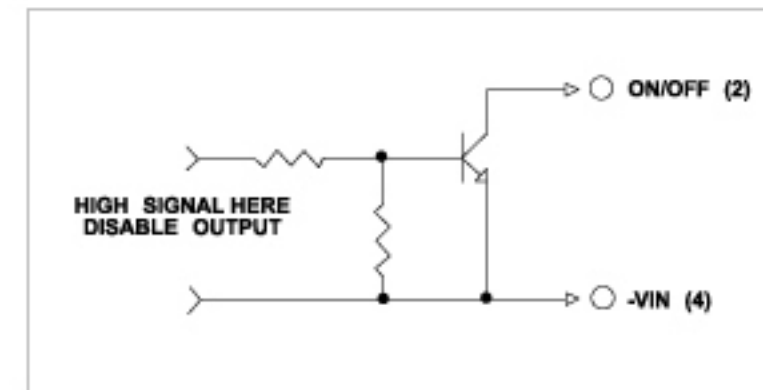 ON/OFF (2)
HIGH SIGNAL HERE
DISABLE OUTPUT
-VIN (4)